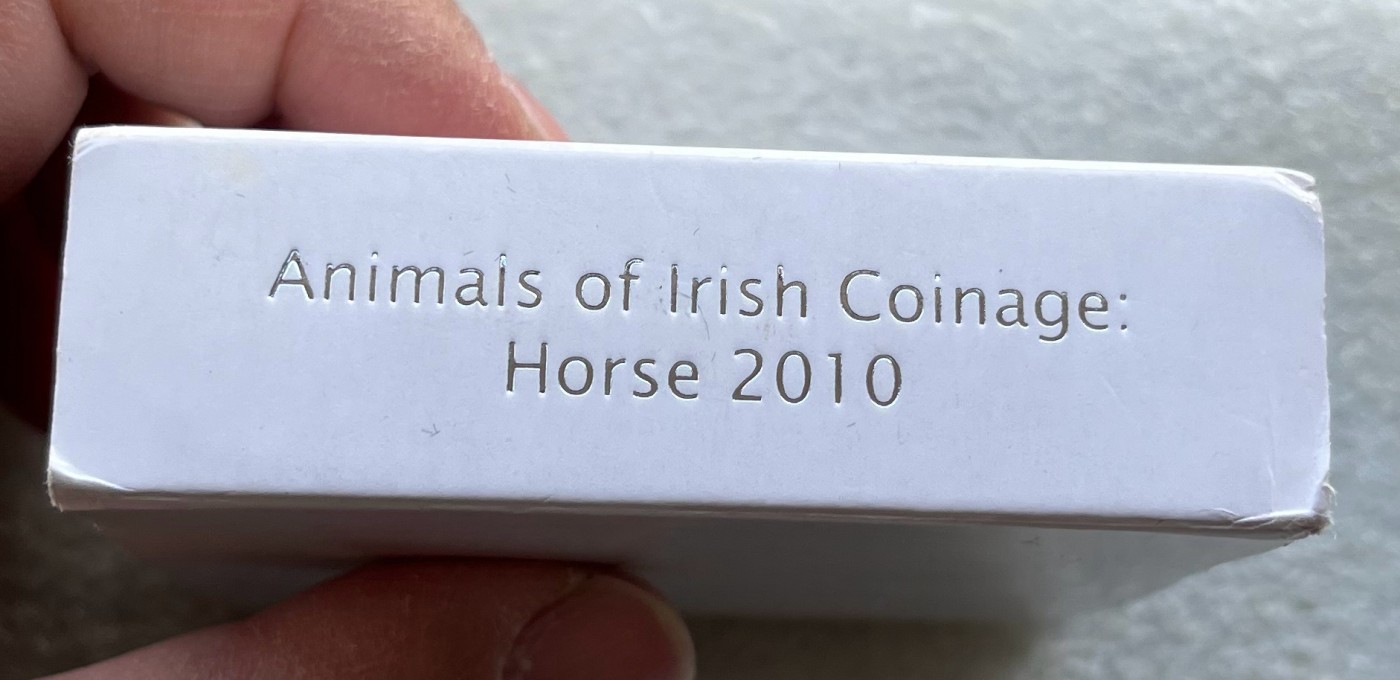 Animals of Irish Coinage:
Horse 2010